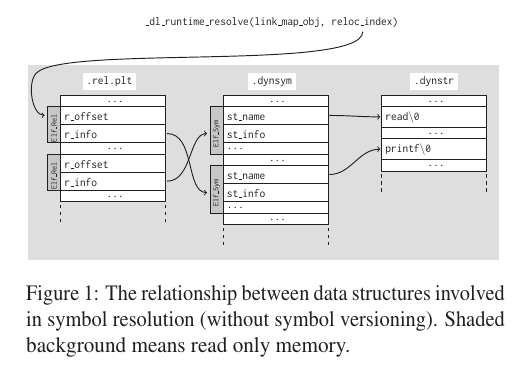 _dl_runtime_resolve(link_map_obj, reloc_index)
.rel.plt
...
Elf_Rel
r_offset
r_info
...
Elf_Rel
r_offset
r_info
...
.dynsym
...
Elf_Sym
st_name
st_info
...
...
Elf_Sym
st_name
st_info
...
...
.dynstr
...
read\0
...
printf\0
...
Figure 1: The relationship between data structures involved
in symbol resolution (without symbol versioning). Shaded
background means read only memory.